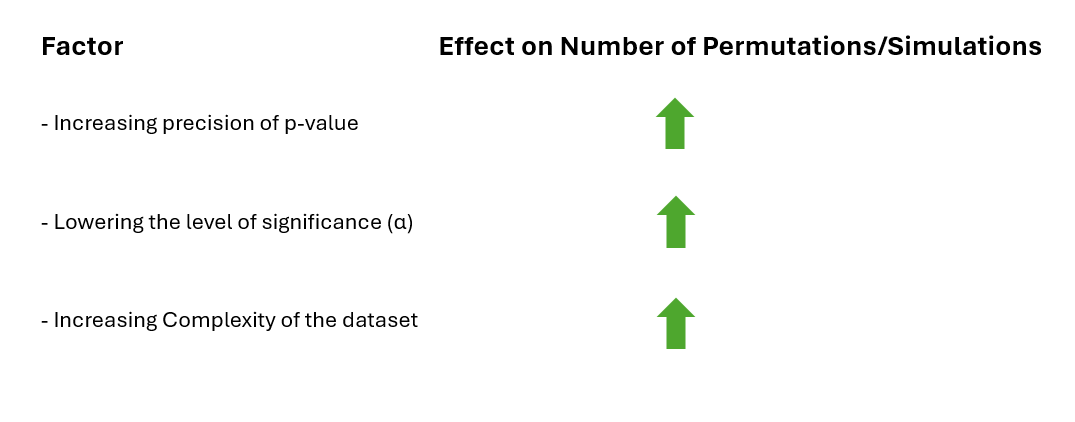 Factor Effect on Number of Permutations/Simulations
- Increasing precision of p-value
- Lowering the level of significance (α)
- Increasing Complexity of the dataset